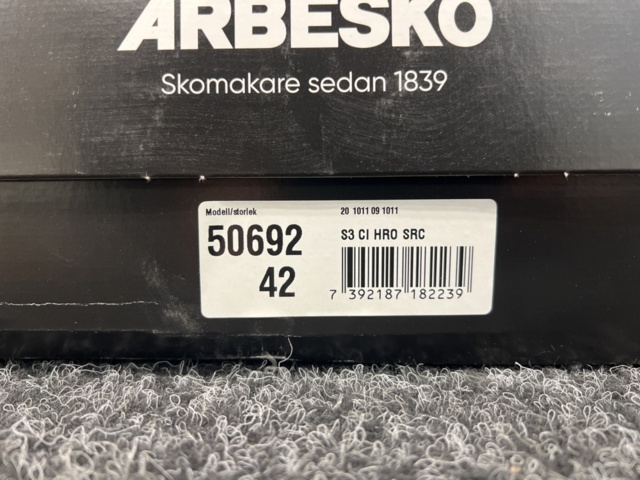 ARBESKO
Skomakare sedan 1839
Modell/storlek
20 1011 09 1011
50692
S3 CI HRO SRC
42
7 392187 182239